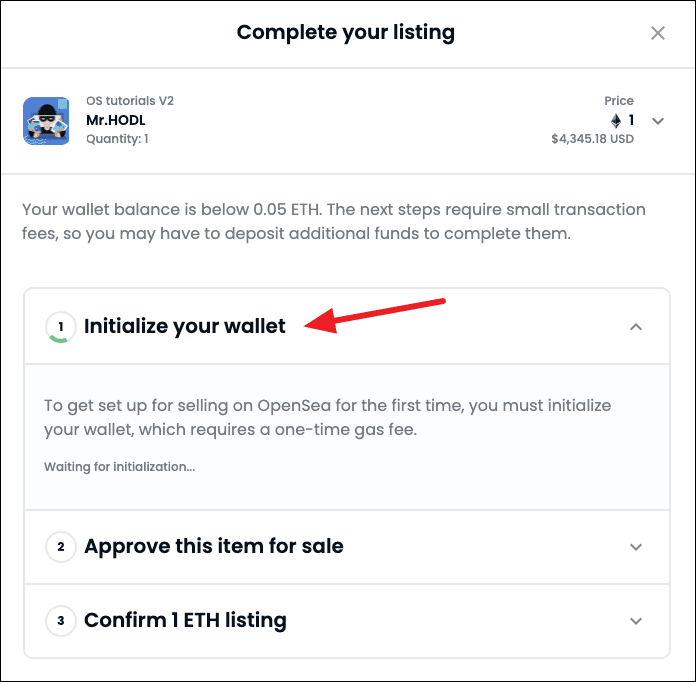 Complete your listing
OS tutorials V2
Mr.HODL
Quantity: 1
Price
1
$4,345.18 USD
Your wallet balance is below 0.05 ETH. The next steps require small transaction
fees, so you may have to deposit additional funds to complete them.
1 Initialize your wallet
To get set up for selling on OpenSea for the first time, you must initialize
your wallet, which requires a one-time gas fee.
Waiting for initialization...
2 Approve this item for sale
3 Confirm 1 ETH listing